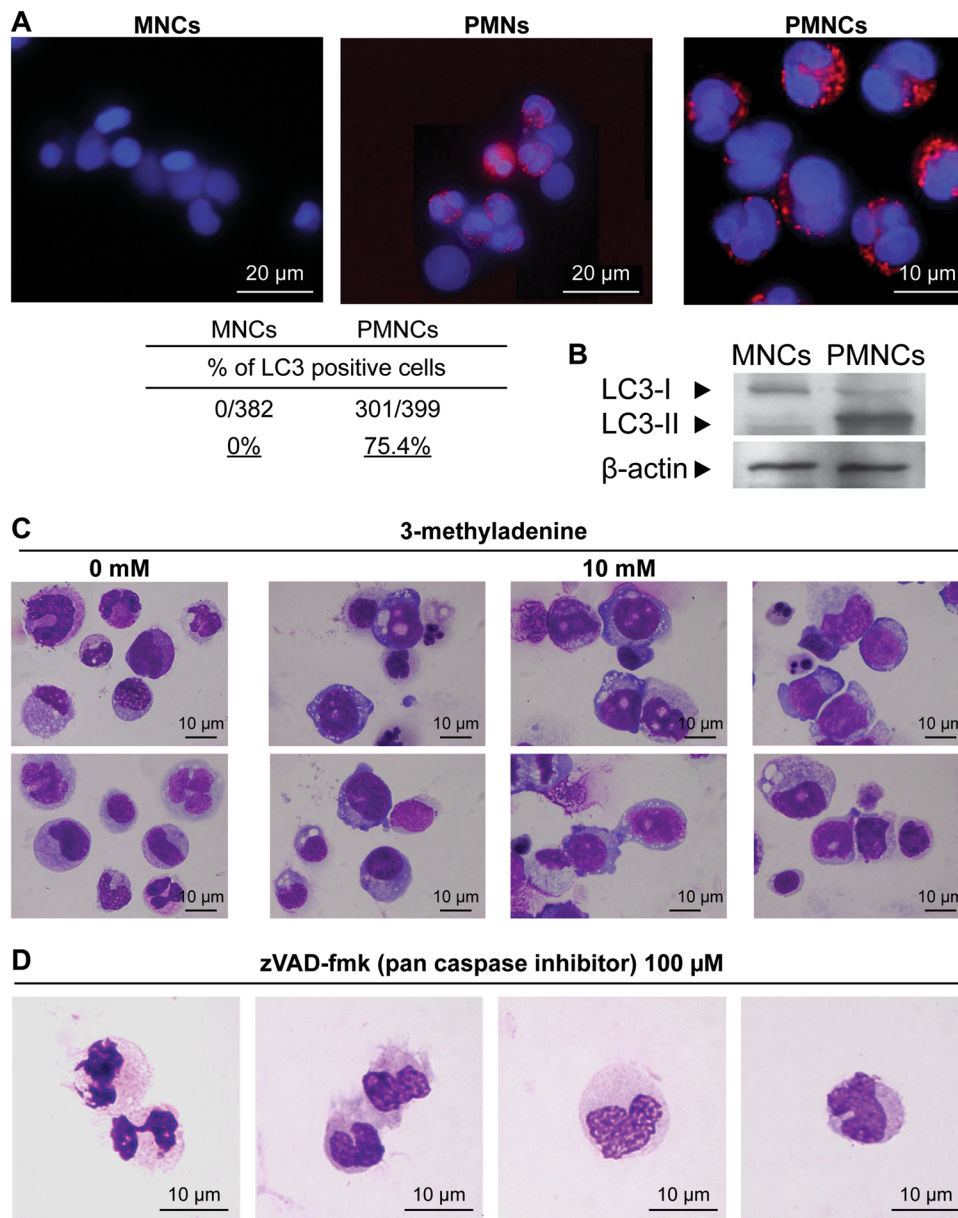 A
MNCs
PMNs
PMNCs
20 µm
20 µm
10 µm
MNCs PMNCs
% of LC3 positive cells
0/382 301/399
0% 75.4%
B
MNCs PMNCs
LC3-I
LC3-II
β-actin
C
3-methyladenine
0 mM
10 mM
10 µm
10 µm
10 µm
10 µm
10 µm
10 µm
10 µm
10 µm
D
zVAD-fmk (pan caspase inhibitor) 100 µM
10 µm
10 µm
10 µm
10 µm